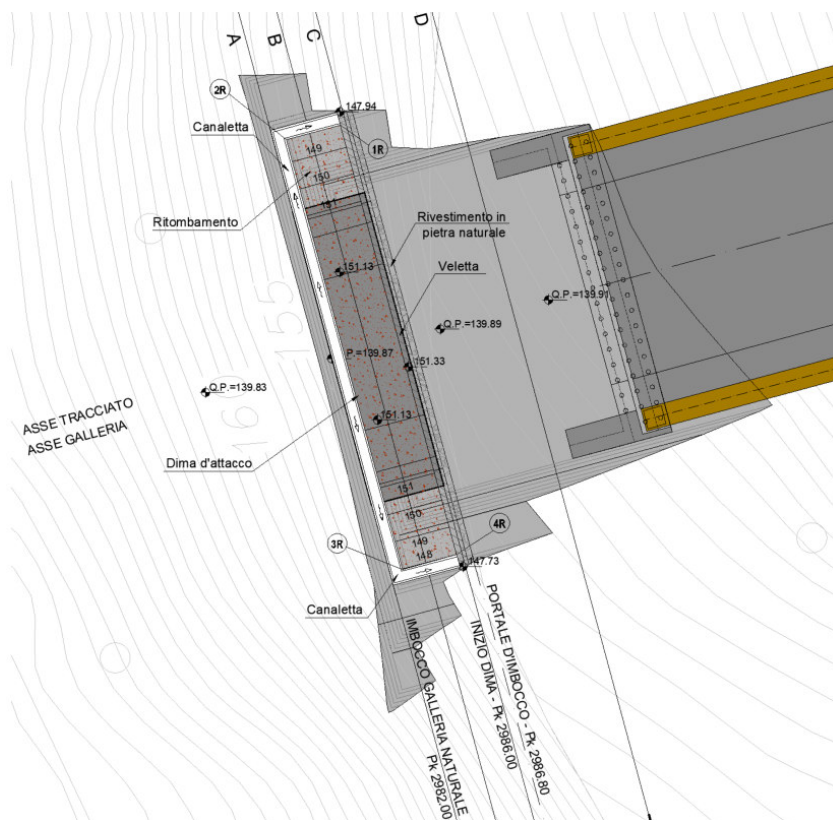 A
B
C
D
2R
147.94
Canaletta
1R
149
150
Ritombamento
151
Rivestimento in
pietra naturale
151.13
Veletta
Q.P.=139.91
155
Q.P.=139.89
P.=139.87
151.33
Q.P.=139.83
160
ASSE TRACCIATO
ASSE GALLERIA
151.13
Dima d'attacco
151
150
4R
3R
149
148
147.73
Canaletta
IMBOCCO GALLERIA NATURALE
Pk 2982.00
INIZIO DIMA - Pk 2986.00
PORTALE D'IMBOCCO - Pk 2986.80